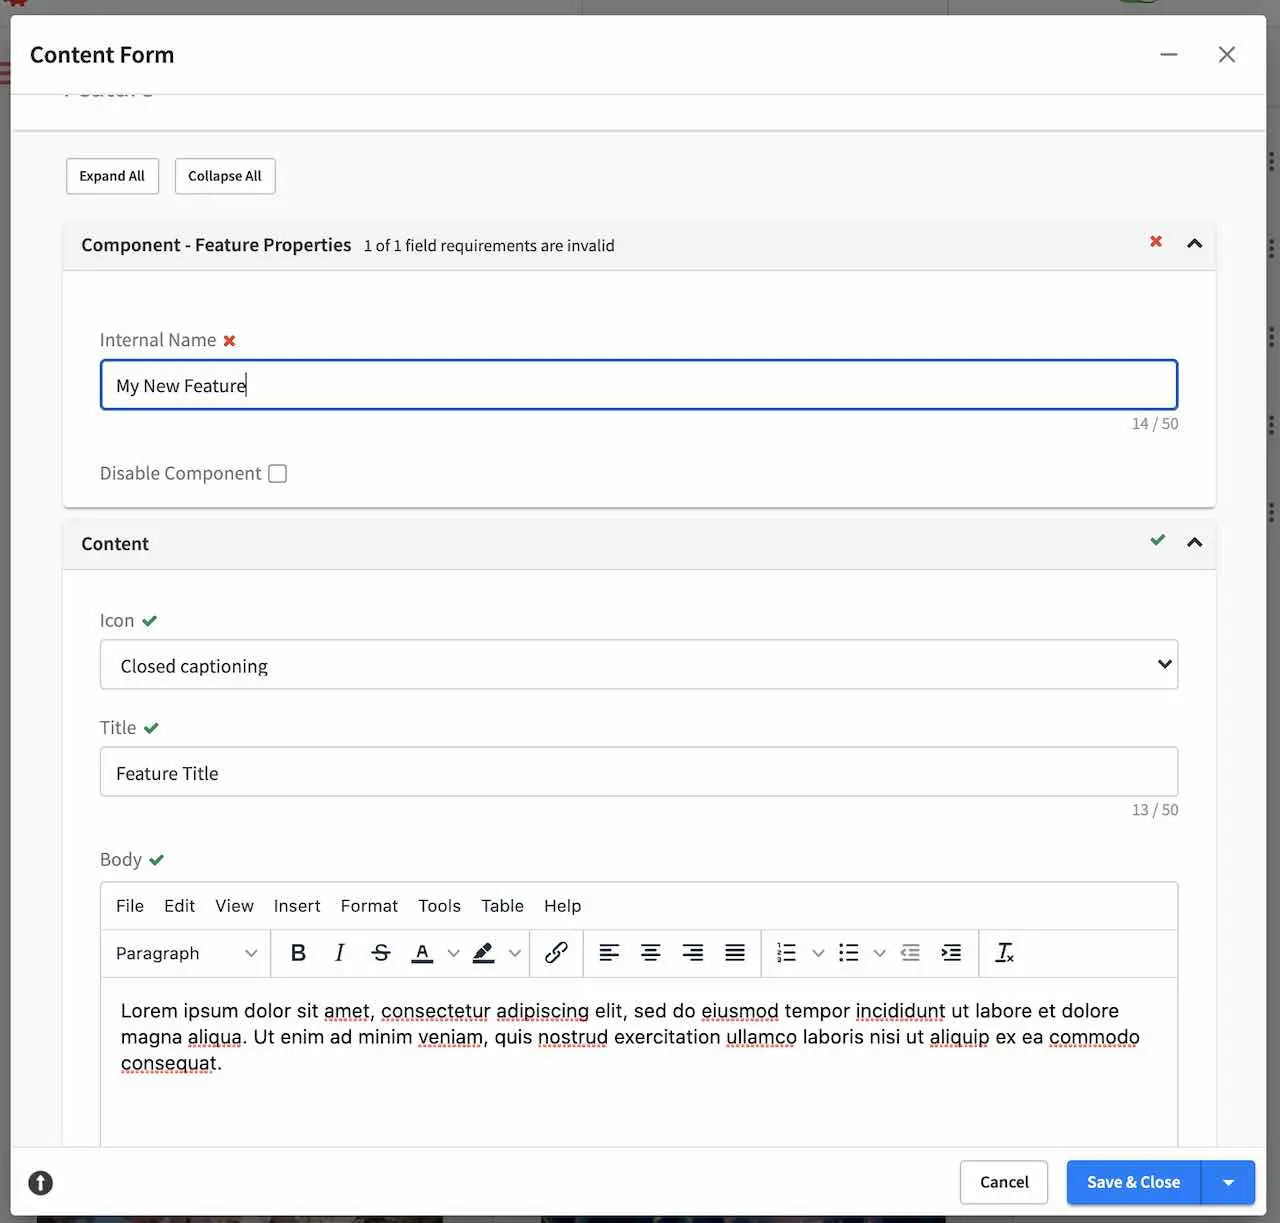 Content Form
Feature
Expand All
Collapse All
Component - Feature Properties 1 of 1 field requirements are invalid
Internal Name
My New Feature
14 / 50
Disable Component
Content
Icon
Closed captioning
Title
Feature Title
13 / 50
Body
File Edit View Insert Format Tools Table Help
Paragraph
Lorem ipsum dolor sit amet, consectetur adipiscing elit, sed do eiusmod tempor incididunt ut labore et dolore
magna aliqua. Ut enim ad minim veniam, quis nostrud exercitation ullamco laboris nisi ut aliquip ex ea commodo
consequat.
Cancel
Save & Close